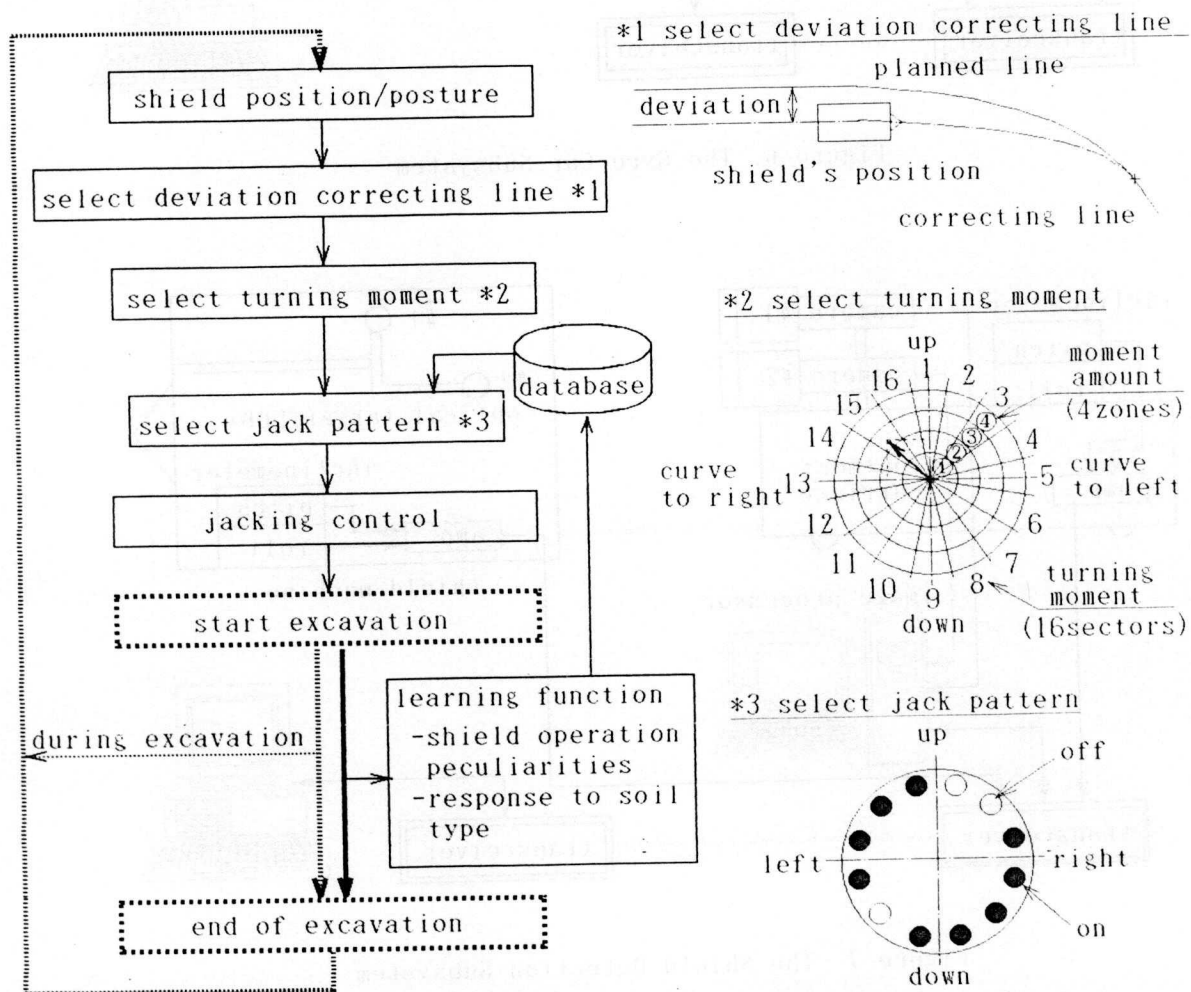 shield position/posture
select deviation correcting line *1
select turning moment *2
database
select jack pattern *3
jacking control
start excavation
learning function
-shield operation
peculiarities
-response to soil
type
during excavation
end of excavation
*1 select deviation correcting line
planned line
deviation
shield's position
correcting line
*2 select turning moment
up
moment
amount
(4zones)
1
2
3
4
5
6
7
8
9
10
11
12
13
14
15
16
①
②
③
④
curve
to right
curve
to left
turning
moment
(16sectors)
down
*3 select jack pattern
up
off
left
right
on
down